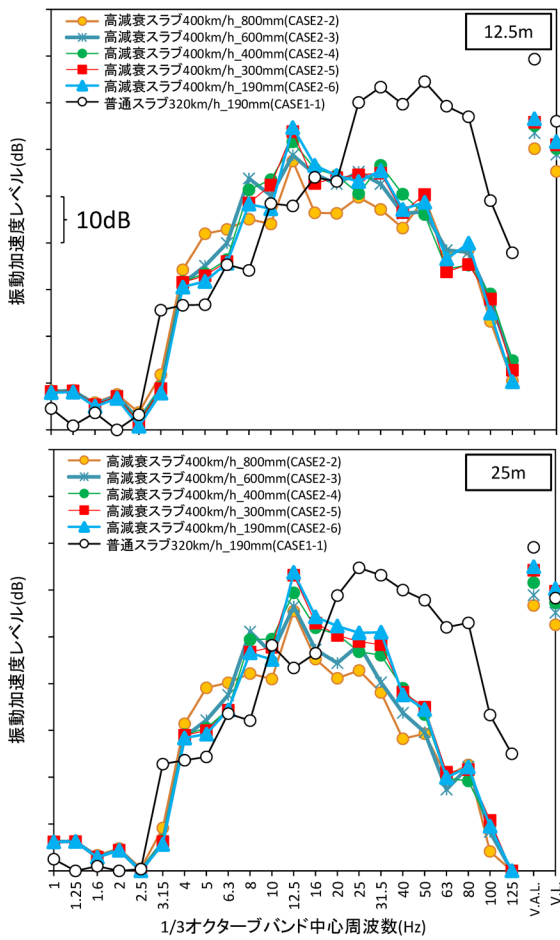 高減衰スラブ400km/h_800mm(CASE2-2)
高減衰スラブ400km/h_600mm(CASE2-3)
高減衰スラブ400km/h_400mm(CASE2-4)
高減衰スラブ400km/h_300mm(CASE2-5)
高減衰スラブ400km/h_190mm(CASE2-6)
普通スラブ320km/h_190mm(CASE1-1)
12.5m
10dB
振動加速度レベル(dB)
高減衰スラブ400km/h_800mm(CASE2-2)
高減衰スラブ400km/h_600mm(CASE2-3)
高減衰スラブ400km/h_400mm(CASE2-4)
高減衰スラブ400km/h_300mm(CASE2-5)
高減衰スラブ400km/h_190mm(CASE2-6)
普通スラブ320km/h_190mm(CASE1-1)
25m
振動加速度レベル(dB)
1 1.25 1.6 2 2.5 3.15 4 5 6.3 8 10 12.5 16 20 25 31.5 40 50 63 80 100 125 V.A.L. V.L.
1/3オクターブバンド中心周波数(Hz)